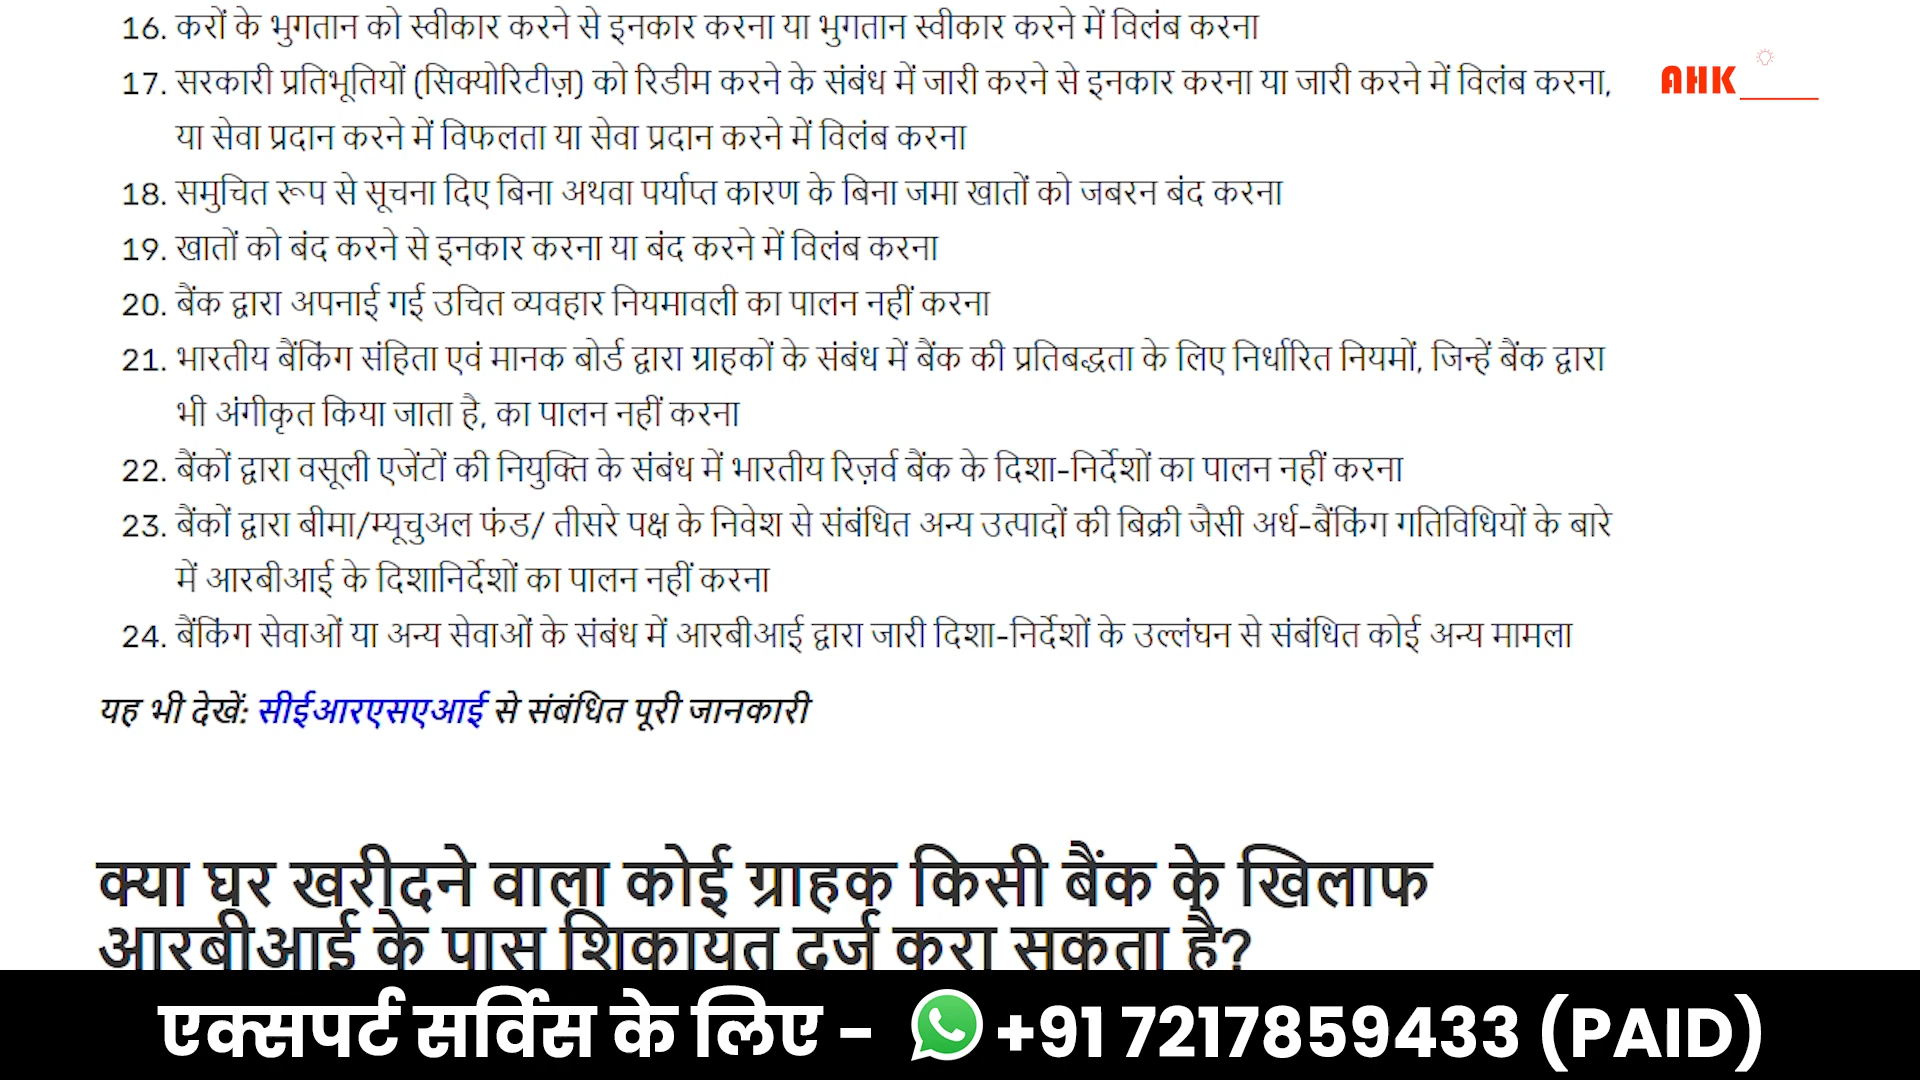 16. करों के भुगतान को स्वीकार करने से इनकार करना या भुगतान स्वीकार करने में विलंब करना
17. सरकारी प्रतिभूतियों (सिक्योरिटीज़) को रिडीम करने के संबंध में जारी करने से इनकार करना या जारी करने में विलंब करना,
AHK
या सेवा प्रदान करने में विफलता या सेवा प्रदान करने में विलंब करना
18. समुचित रूप से सूचना दिए बिना अथवा पर्याप्त कारण के बिना जमा खातों को जबरन बंद करना
19. खातों को बंद करने से इनकार करना या बंद करने में विलंब करना
20. बैंक द्वारा अपनाई गई उचित व्यवहार नियमावली का पालन नहीं करना
21. भारतीय बैंकिंग संहिता एवं मानक बोर्ड द्वारा ग्राहकों के संबंध में बैंक की प्रतिबद्धता के लिए निर्धारित नियमों, जिन्हें बैंक द्वारा
भी अंगीकृत किया जाता है, का पालन नहीं करना
22. बैंकों द्वारा वसूली एजेंटों की नियुक्ति के संबंध में भारतीय रिज़र्व बैंक के दिशा-निर्देशों का पालन नहीं करना
23. बैंकों द्वारा बीमा/म्यूचुअल फंड/ तीसरे पक्ष के निवेश से संबंधित अन्य उत्पादों की बिक्री जैसी अर्ध-बैंकिंग गतिविधियों के बारे
में आरबीआई के दिशानिर्देशों का पालन नहीं करना
24. बैंकिंग सेवाओं या अन्य सेवाओं के संबंध में आरबीआई द्वारा जारी दिशा-निर्देशों के उल्लंघन से संबंधित कोई अन्य मामला
यह भी देखें: सीईआरएसएआई से संबंधित पूरी जानकारी
क्या घर खरीदने वाला कोई ग्राहक किसी बैंक के खिलाफ
आरबीआई के पास शिकायत दर्ज करा सकता है?
एक्सपर्ट सर्विस के लिए - +91 7217859433 (PAID)